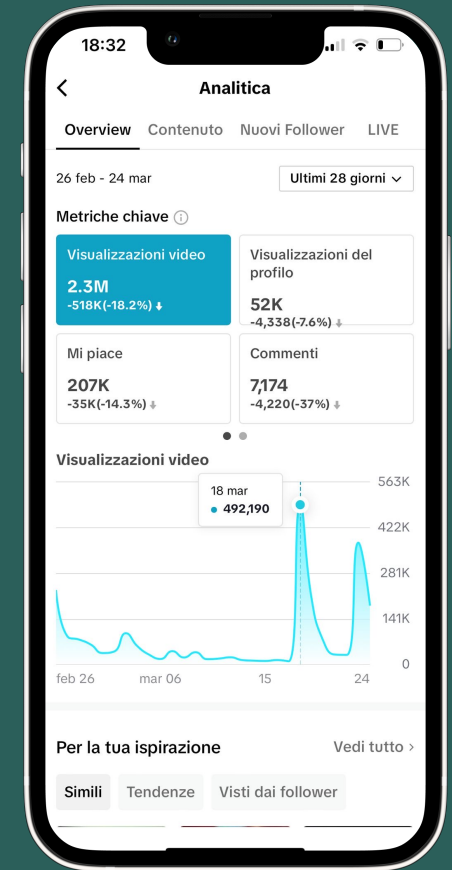 18:32
Analitica
Overview Contenuto Nuovi Follower LIVE
26 feb - 24 mar
Ultimi 28 giorni
Metriche chiave
Visualizzazioni video
2.3M
-518K(-18.2%)
Visualizzazioni del
profilo
52K
-4,338(-7.6%)
Mi piace
207K
-35K(-14.3%)
Commenti
7,174
-4,220(-37%)
Visualizzazioni video
18 mar
492,190
563K
422K
281K
141K
0
feb 26 mar 06 15 24
Per la tua ispirazione
Vedi tutto >
Simili Tendenze Visti dai follower